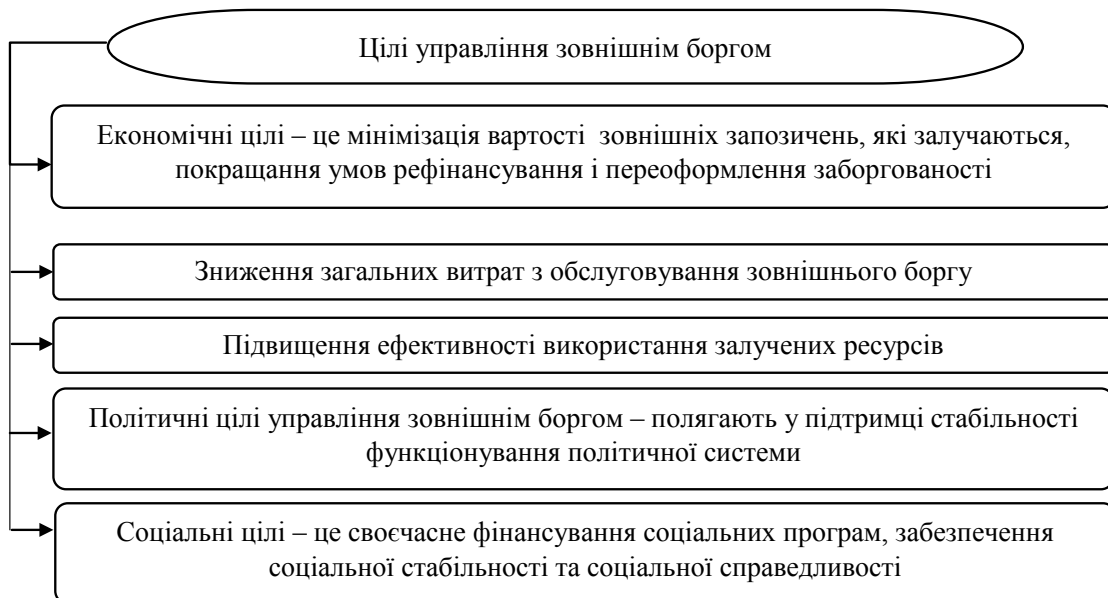 Цілі управління зовнішнім боргом
Економічні цілі – це мінімізація вартості зовнішніх запозичень, які залучаються,
покращання умов рефінансування і переоформлення заборгованості
Зниження загальних витрат з обслуговування зовнішнього боргу
Підвищення ефективності використання залучених ресурсів
Політичні цілі управління зовнішнім боргом – полягають у підтримці стабільності
функціонування політичної системи
Соціальні цілі – це своєчасне фінансування соціальних програм, забезпечення
соціальної стабільності та соціальної справедливості